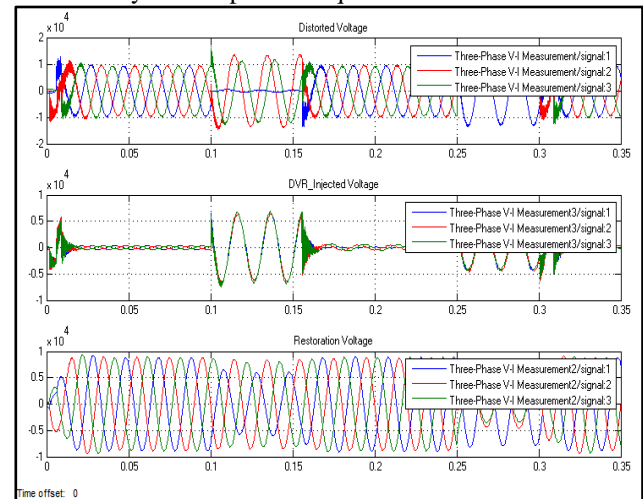 x 10⁴
Distorted Voltage
Three-Phase V-I Measurement/signal:1
Three-Phase V-I Measurement/signal:2
Three-Phase V-I Measurement/signal:3
2
1
0
-1
-2
0 0.05 0.1 0.15 0.2 0.25 0.3 0.35
x 10⁴
DVR_Injected Voltage
Three-Phase V-I Measurement3/signal:1
Three-Phase V-I Measurement3/signal:2
Three-Phase V-I Measurement3/signal:3
1
0.5
0
-0.5
-1
0 0.05 0.1 0.15 0.2 0.25 0.3 0.35
x 10⁴
Restoration Voltage
Three-Phase V-I Measurement2/signal:1
Three-Phase V-I Measurement2/signal:2
Three-Phase V-I Measurement2/signal:3
1
0.5
0
-0.5
-1
0 0.05 0.1 0.15 0.2 0.25 0.3 0.35
Time offset: 0